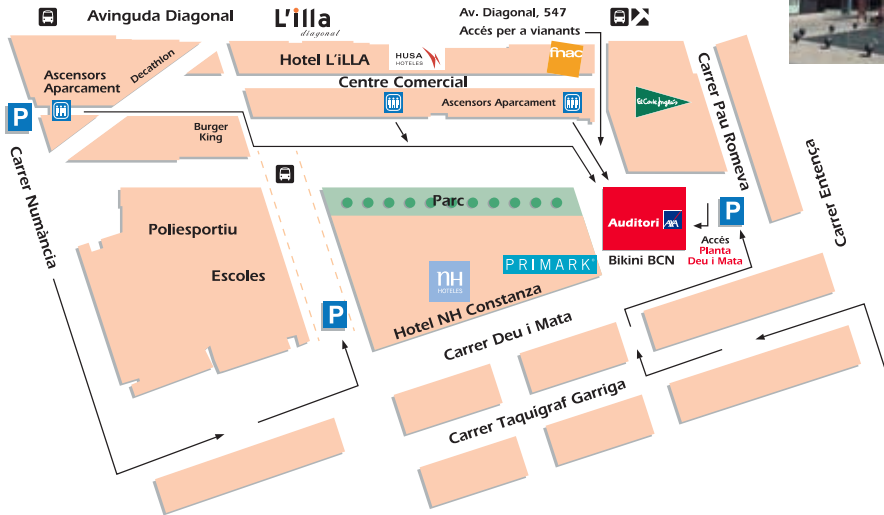 Avinguda Diagonal
L'illa
diagonal
Av. Diagonal, 547
Accés per a vianants
Ascensors
Aparcament
Decathlon
Hotel L'iLLA
HUSA
HOTELES
fnac
Centre Comercial
Ascensors Aparcament
El Corte Inglés
Carrer Pau Romeva
Carrer Entença
P
Burger
King
Carrer Numància
Parc
Auditori
AXA
P
Accés
Planta
Deu i Mata
Bikini BCN
Poliesportiu
Escoles
PRIMARK
nH
HOTELES
P
Hotel NH Constanza
Carrer Deu i Mata
Carrer Taquigraf Garriga